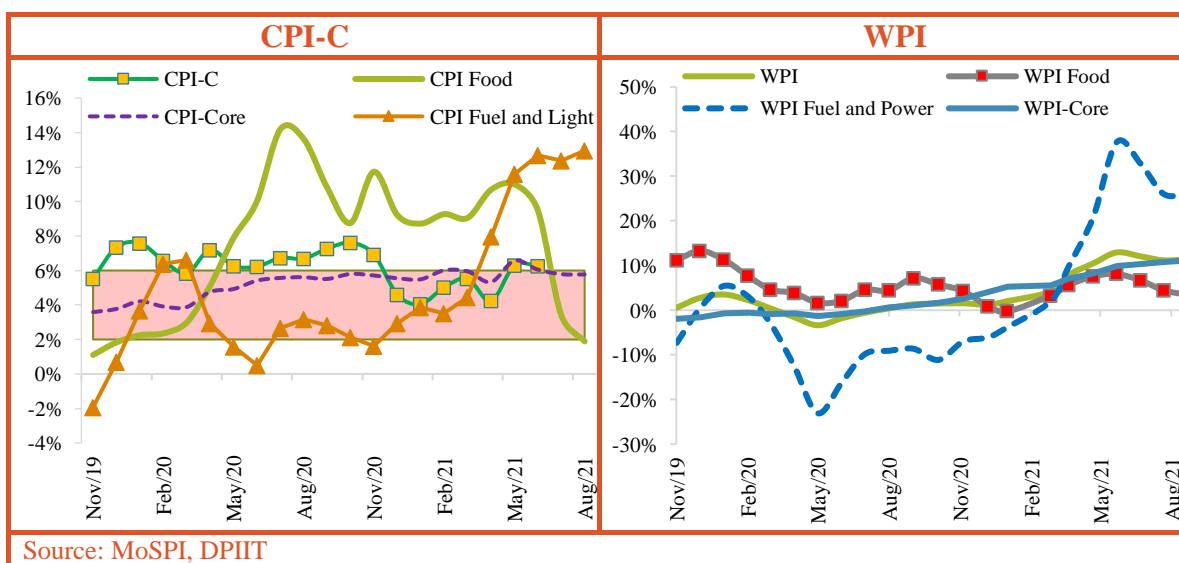 CPI-C
CPI-C
CPI Food
CPI-Core
CPI Fuel and Light
16%
14%
12%
10%
8%
6%
4%
2%
0%
-2%
-4%
Nov/19
Feb/20
May/20
Aug/20
Nov/20
Feb/21
May/21
Aug/21
WPI
WPI
WPI Food
WPI Fuel and Power
WPI-Core
50%
40%
30%
20%
10%
0%
-10%
-20%
-30%
Nov/19
Feb/20
May/20
Aug/20
Nov/20
Feb/21
May/21
Aug/21
Source: MoSPI, DPIIT